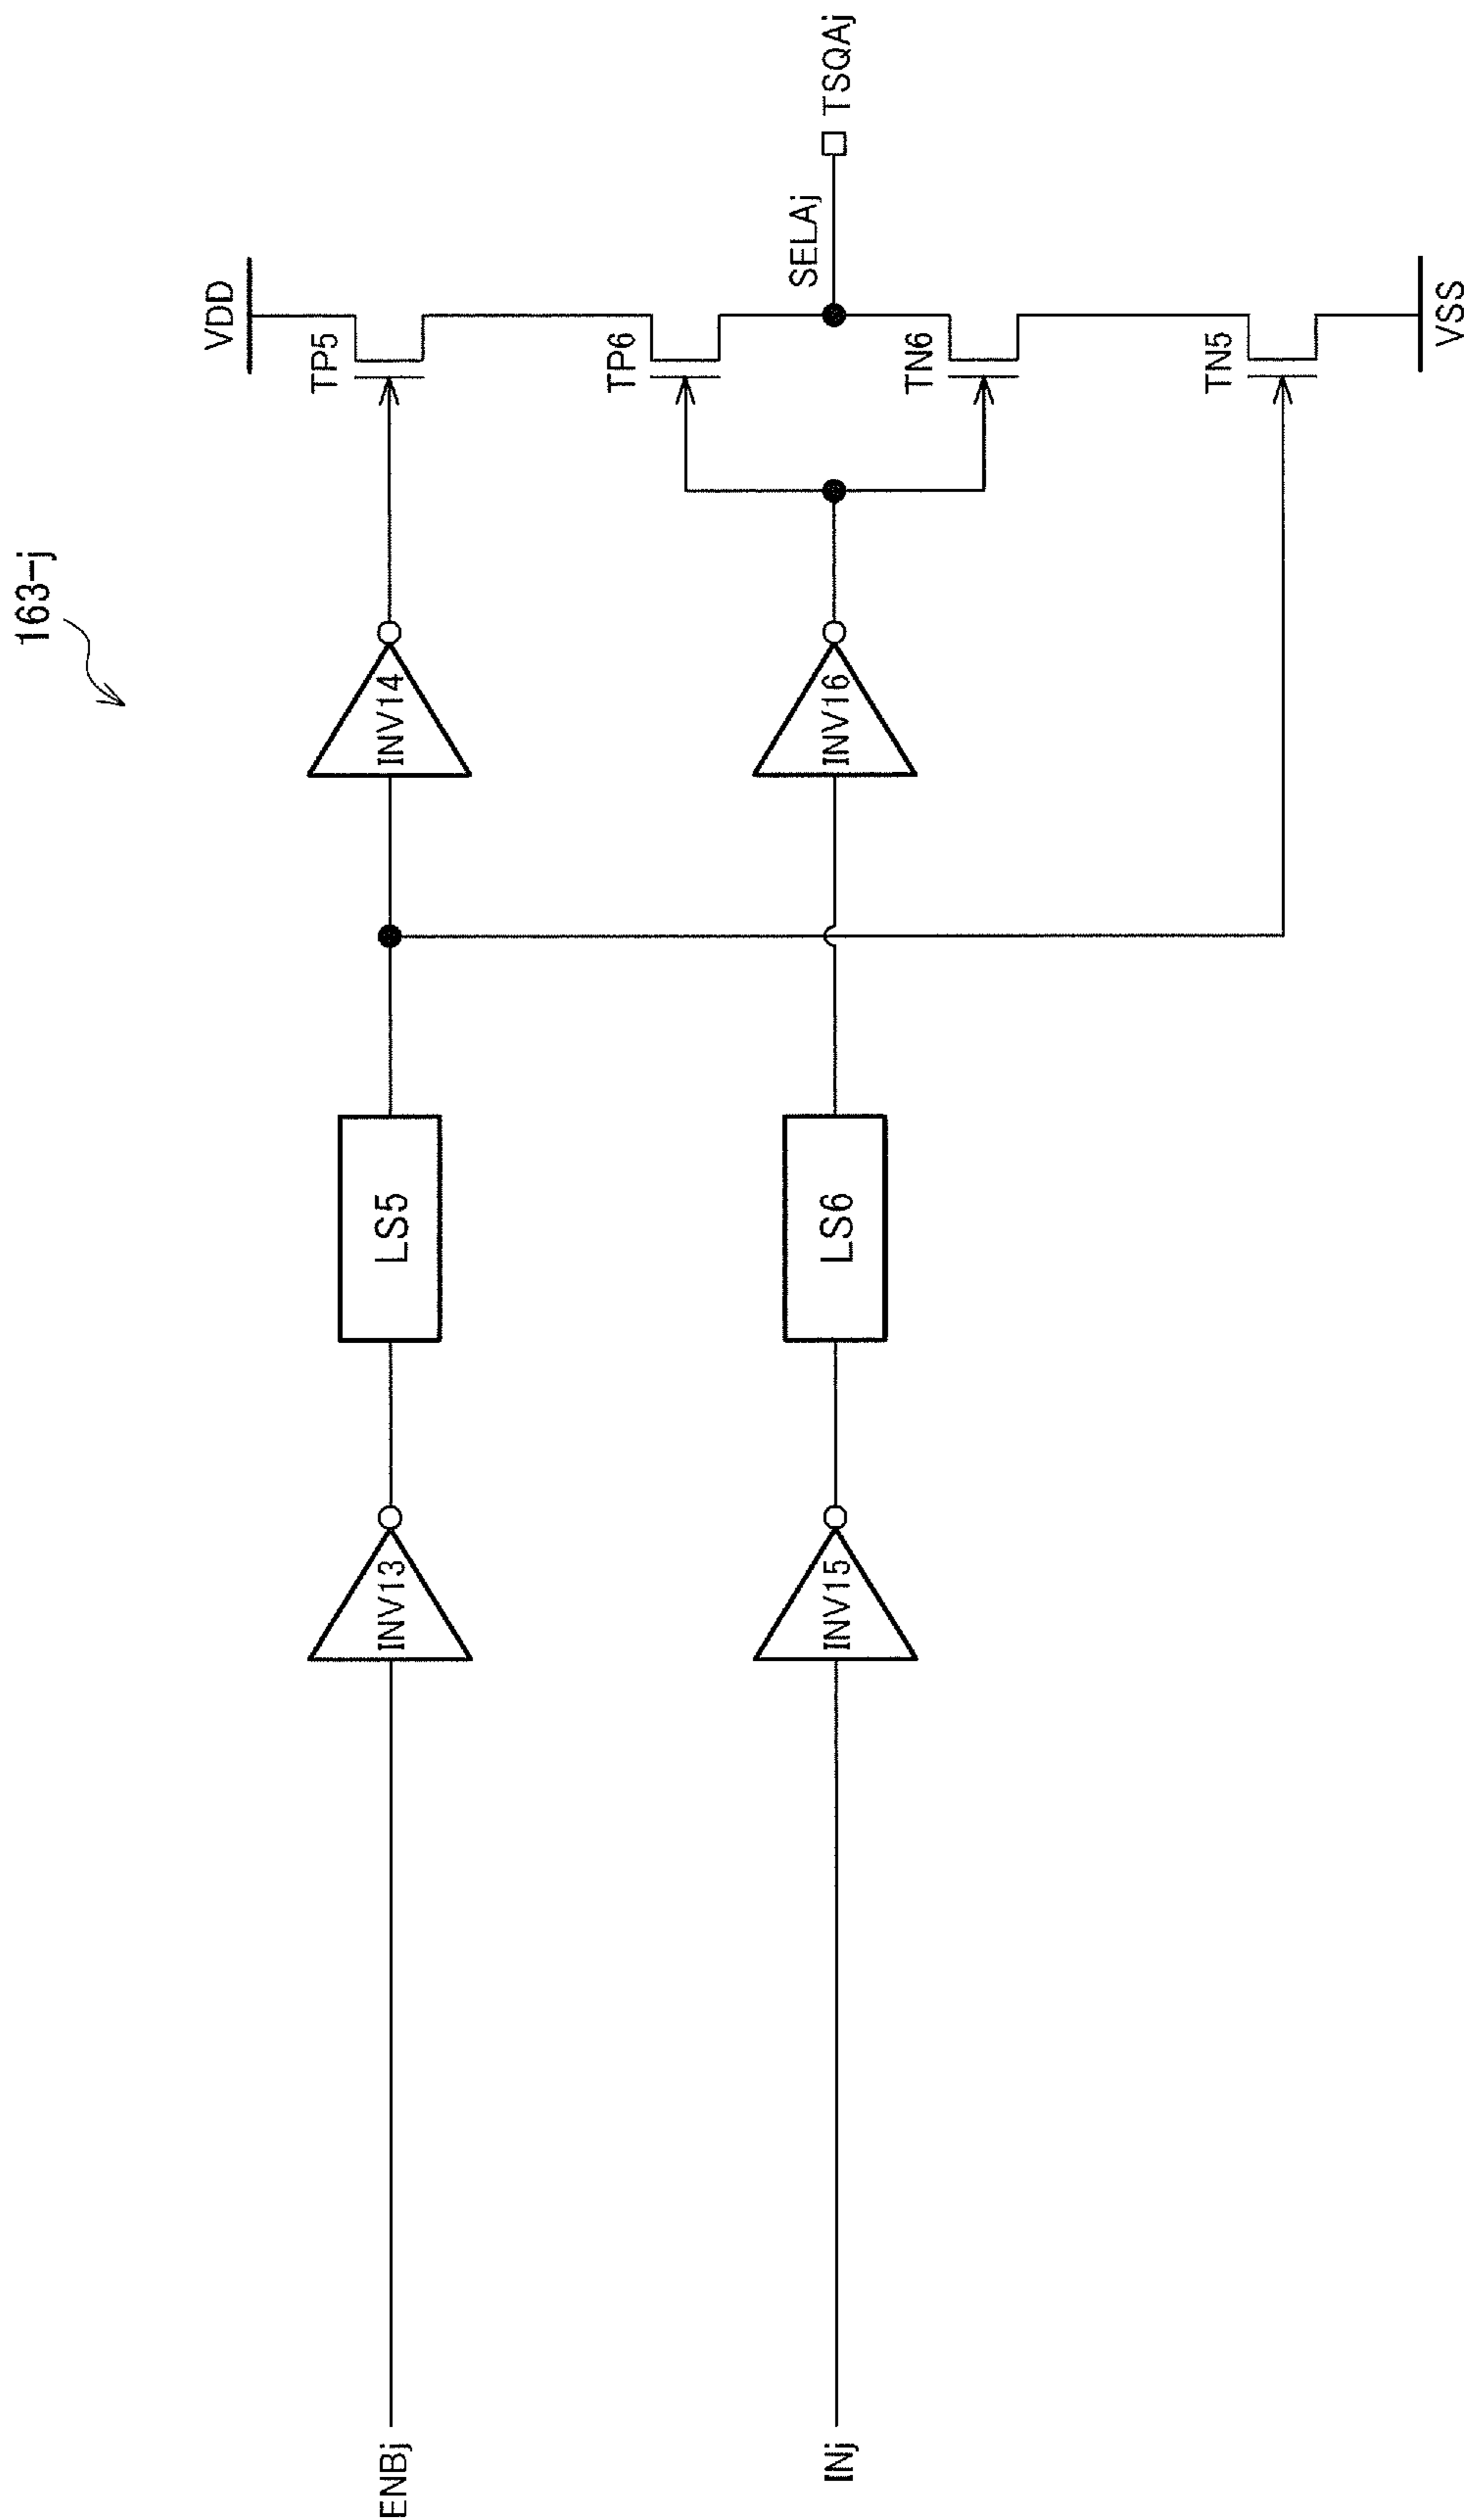 163-j
VDD
TP5
ENBj
INV13
LS5
INV14
TP6
SELAj
TSQAj
INj
INV15
LS6
INV16
TN6
TN5
VSS